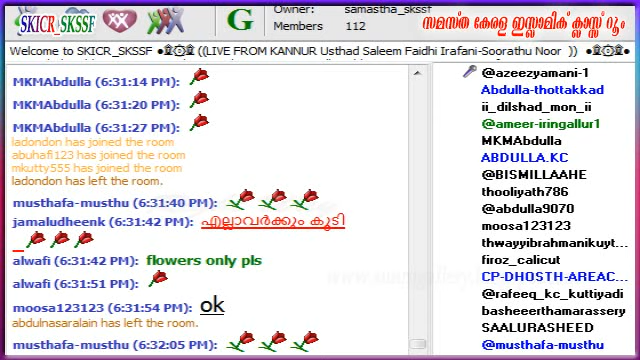 SKICR_SKSSF
G
Owner: samastha_skssf
Members 112
സമസ്ത കേരള ഇസ്ലാമിക് ക്ലാസ്സ് റൂം
Welcome to SKICR_SKSSF ●۩۞۩ ((LIVE FROM KANNUR Usthad Saleem Faidhi Irafani-Soorathu Noor )) ●۩۞۩●
MKMAbdulla (6:31:14 PM):
MKMAbdulla (6:31:20 PM):
MKMAbdulla (6:31:27 PM):
ladondon has joined the room
abuhafi123 has joined the room
mkutty555 has joined the room
ladondon has left the room.
musthafa-musthu (6:31:40 PM):
jamaludheenk (6:31:42 PM): എല്ലാവർക്കും കൂടി
alwafi (6:31:42 PM): flowers only pls
alwafi (6:31:51 PM):
moosa123123 (6:31:54 PM): ok
abdulnasaralain has left the room.
musthafa-musthu (6:32:05 PM):
@azeezyamani-1
Abdulla-thottakkad
ii_dilshad_mon_ii
@ameer-iringallur1
MKMAbdulla
ABDULLA.KC
@BISMILLAAHE
thooliyath786
@abdulla9070
moosa123123
thwayyibrahmanikuyt...
firoz_calicut
CP-DHOSTH-AREAC...
@rafeeq_kc_kuttiyadi
basheeerthamarassery
SAALURASHEED
@musthafa-musthu